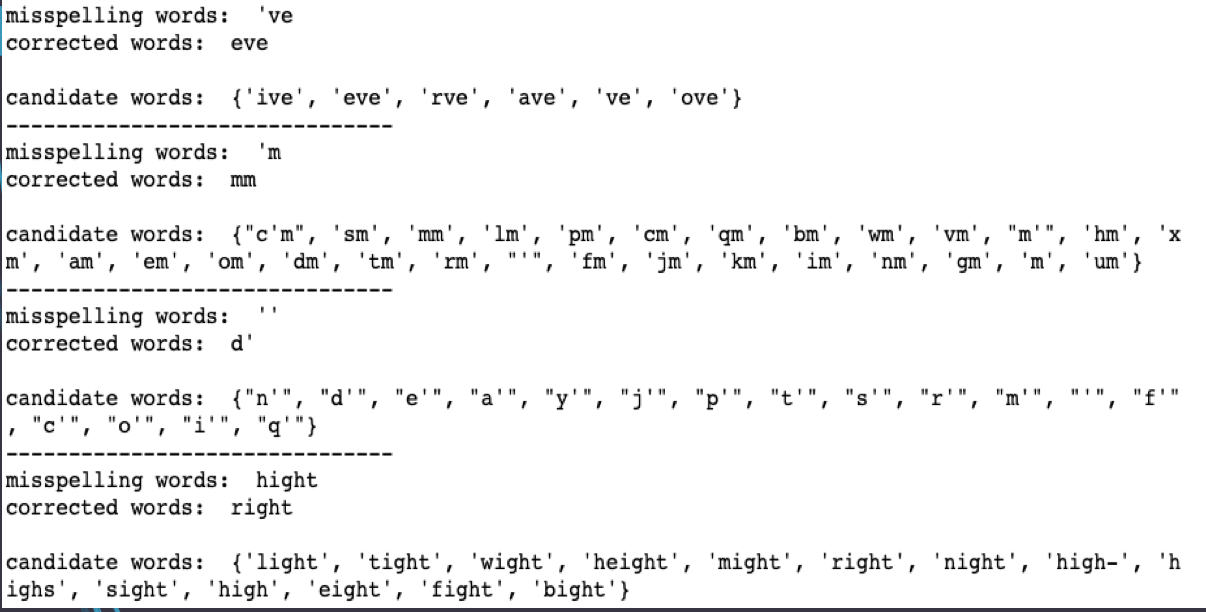 misspelling words:  've
corrected words:  eve
candidate words:  {'ive', 'eve', 'rve', 'ave', 've', 'ove'}
-------------------------------
misspelling words:  'm
corrected words:  mm
candidate words:  {"c'm", 'sm', 'mm', 'lm', 'pm', 'cm', 'qm', 'bm', 'wm', 'vm', "m'", 'hm', 'x
m', 'am', 'em', 'om', 'dm', 'tm', 'rm', "'", 'fm', 'jm', 'km', 'im', 'nm', 'gm', 'm', 'um'}
-------------------------------
misspelling words:  ''
corrected words:  d'
candidate words:  {"n'", "d'", "e'", "a'", "y'", "j'", "p'", "t'", "s'", "r'", "m'", "'", "f'"
, "c'", "o'", "i'", "q'"}
-------------------------------
misspelling words:  hight
corrected words:  right
candidate words:  {'light', 'tight', 'wight', 'height', 'might', 'right', 'night', 'high-', 'h
ighs', 'sight', 'high', 'eight', 'fight', 'bight'}